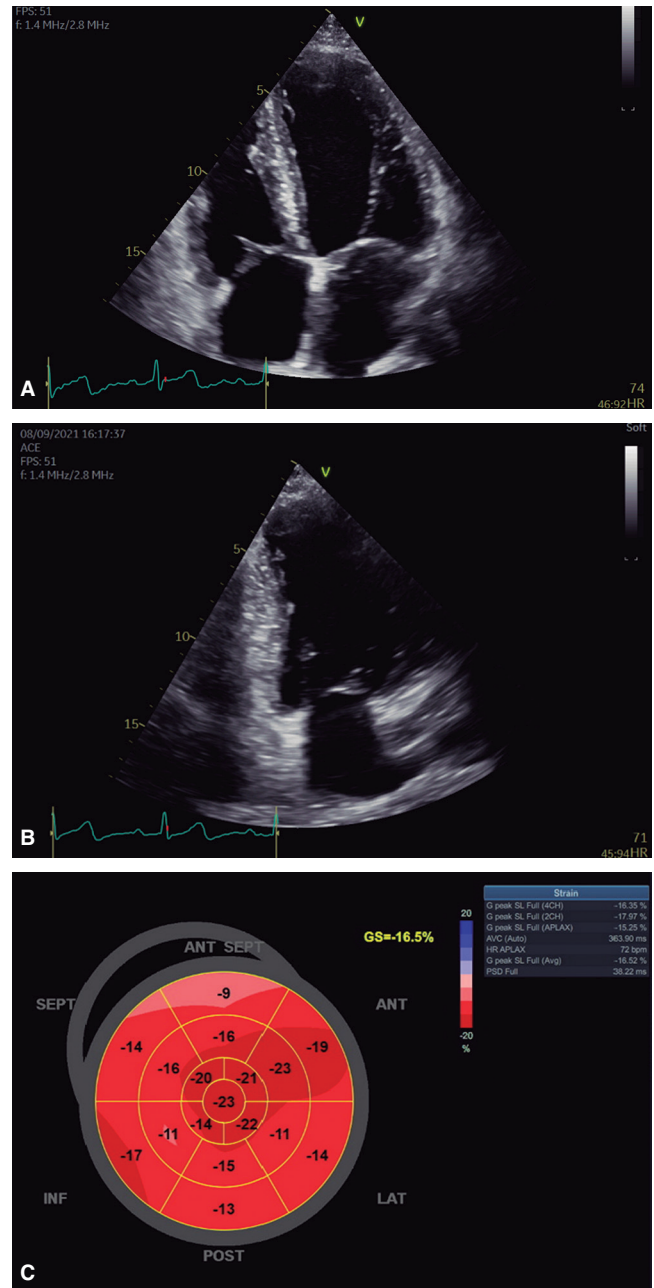 FPS: 51
f: 1.4 MHz/2.8 MHz
V
5
10
15
A
74
46:92HR
08/09/2021 16:17:37
ACE
FPS: 51
f: 1.4 MHz/2.8 MHz
Soft
V
5
10
15
B
71
45:94HR
Strain
G peak SL Full (4CH) -16.35 %
G peak SL Full (2CH) -17.97 %
G peak SL Full (APLAX) -15.25 %
AVC (Auto) 363.90 ms
HR APLAX 72 bpm
G peak SL Full (Avg) -16.52 %
PSD Full 38.22 ms
GS=-16.5%
20
-20
%
ANT SEPT
SEPT
ANT
-9
-14
-16
-19
-16
-23
-20
-21
-23
-14
-22
-11
-11
-17
-15
-14
-13
INF
LAT
POST
C